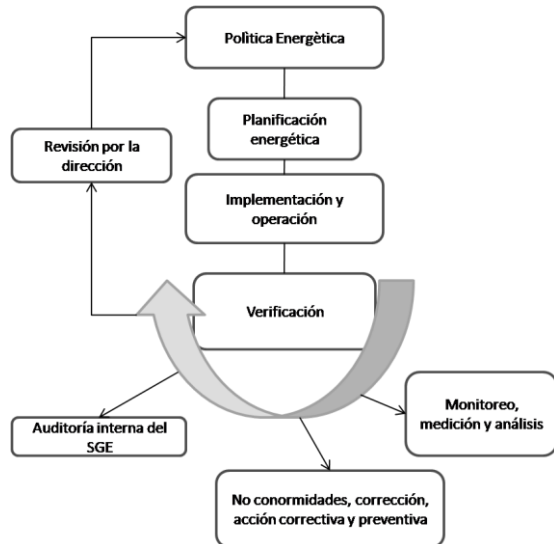 Polìtica Energètica
Planificación
energética
Revisión por la
dirección
Implementación y
operación
Verificación
Monitoreo,
medición y análisis
Auditoría interna del
SGE
No conormidades, corrección,
acción correctiva y preventiva